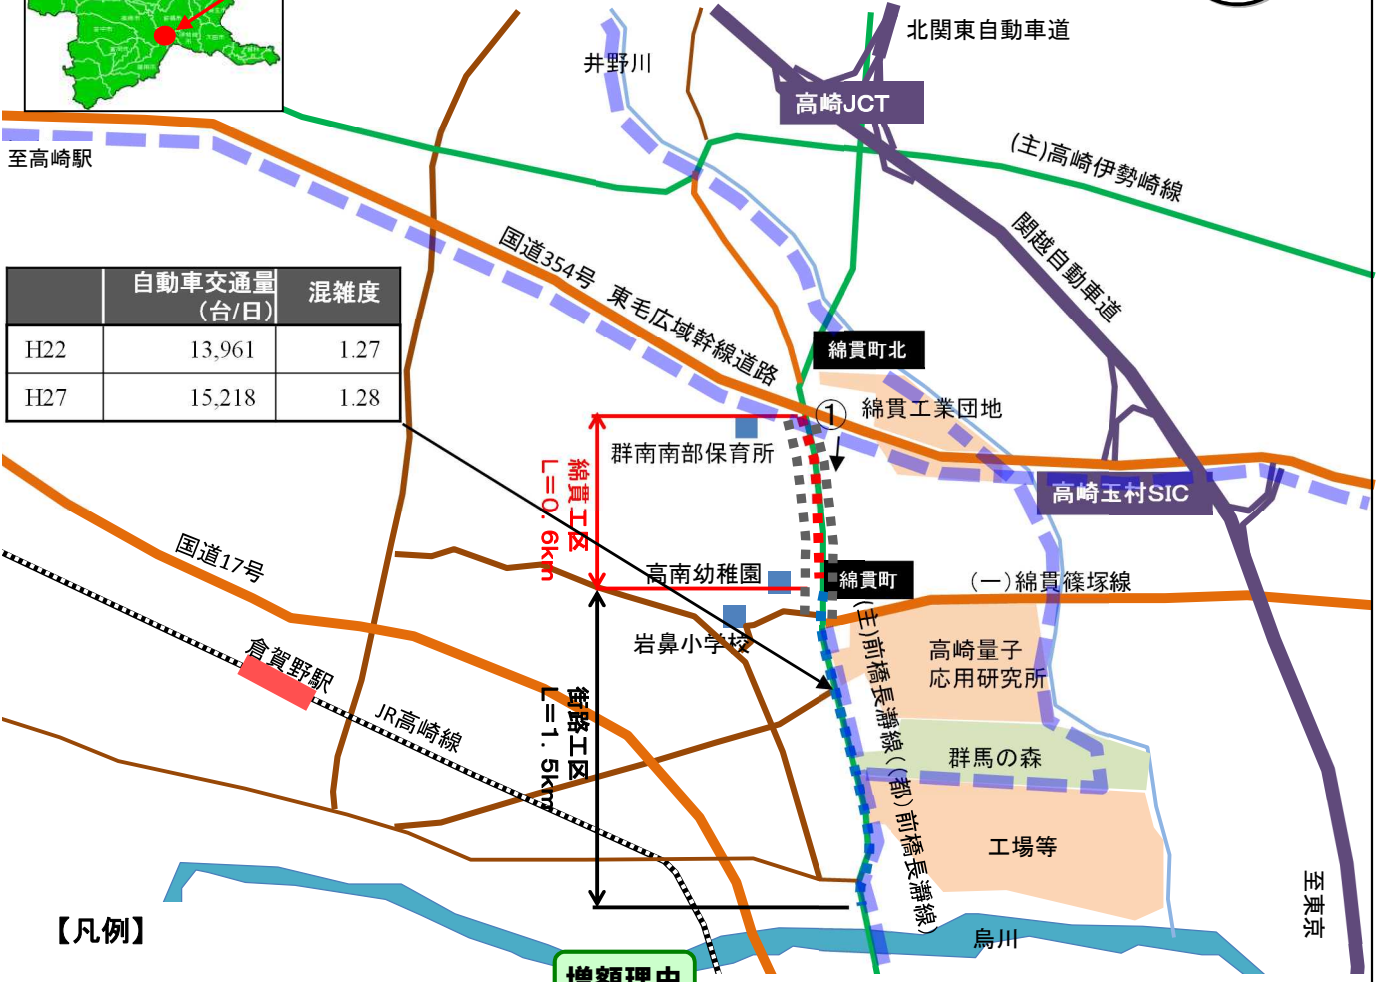 北関東自動車道
井野川
高崎JCT
至高崎駅
(主)高崎伊勢崎線
国道354号 東毛広域幹線道路
関越自動車道
自動車交通量
(台/日)
混雑度
H22 13,961 1.27
H27 15,218 1.28
綿貫町北
①
綿貫工業団地
群南南部保育所
綿貫工区
L=0.6km
高崎玉村SIC
国道17号
高南幼稚園
綿貫町
(一)綿貫篠塚線
岩鼻小学校
(主)前橋長瀞線((都)前橋長瀞線)
高崎量子
応用研究所
倉賀野駅
JR高崎線
街路工区
L=1.5km
群馬の森
工場等
至東京
烏川
【凡例】
増額理由